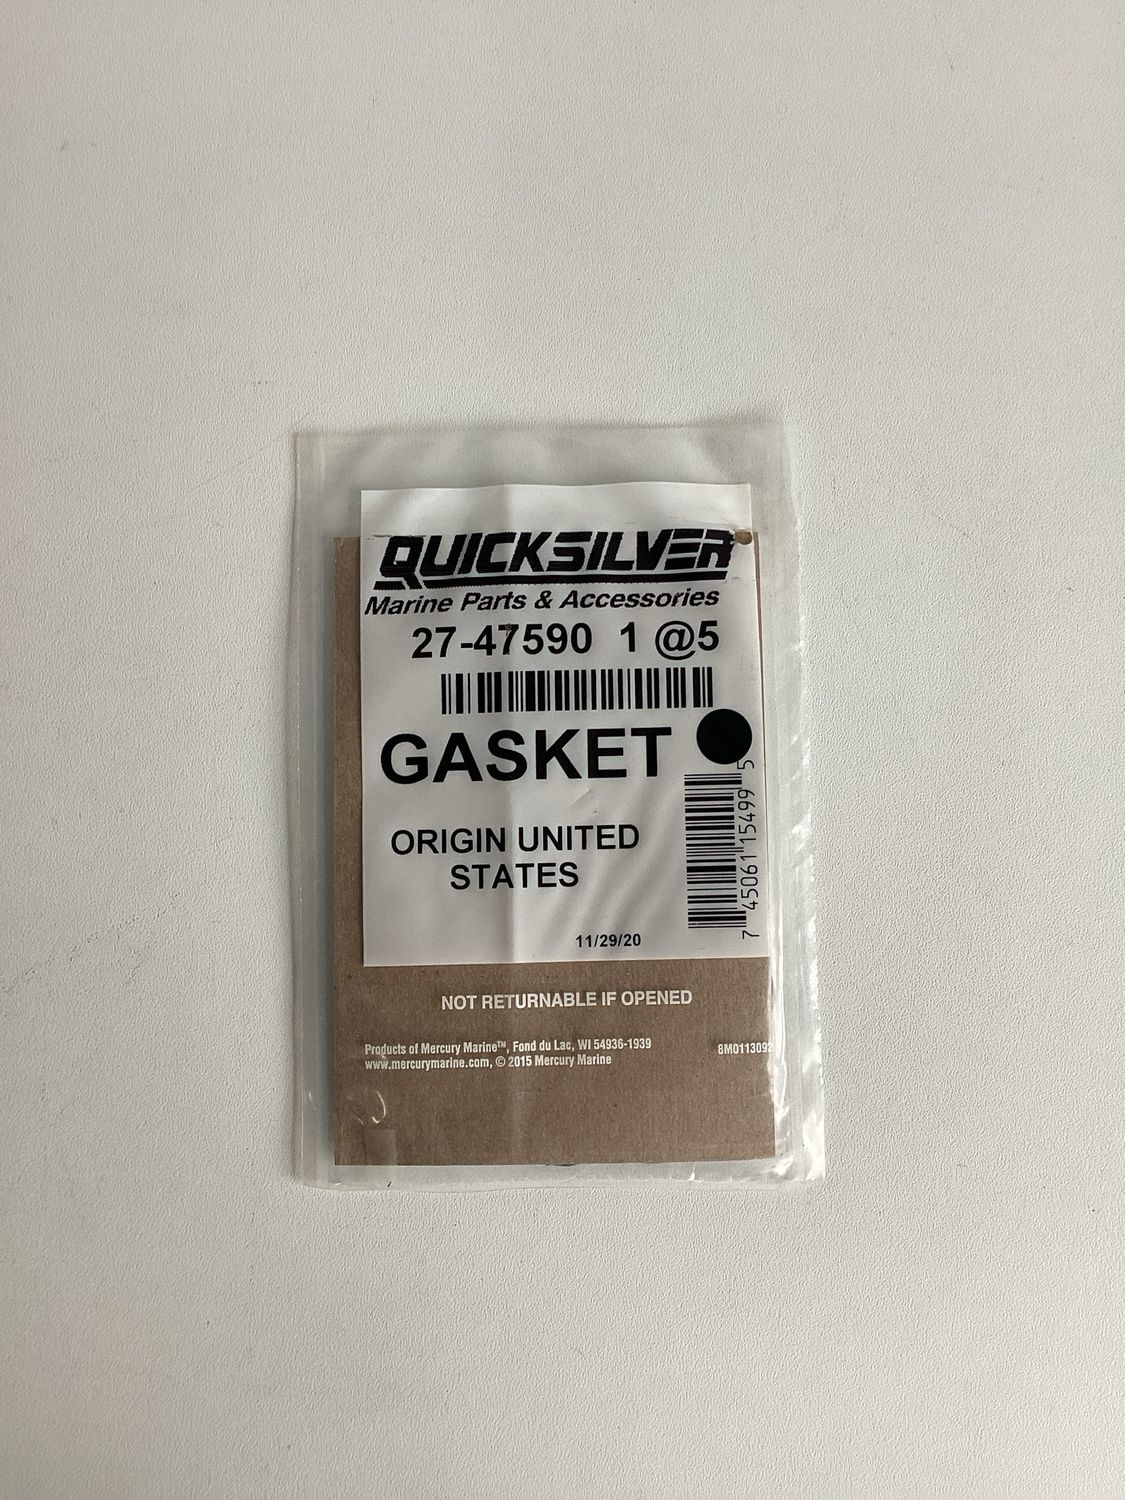 QUICKSILVER
Marine Parts & Accessories
27-47590 1 @5
GASKET
ORIGIN UNITED
STATES
7 45061 15499 5
11/29/20
NOT RETURNABLE IF OPENED
Products of Mercury Marine™, Fond du Lac, WI 54936-1939
www.mercurymarine.com, © 2015 Mercury Marine
8M0113092